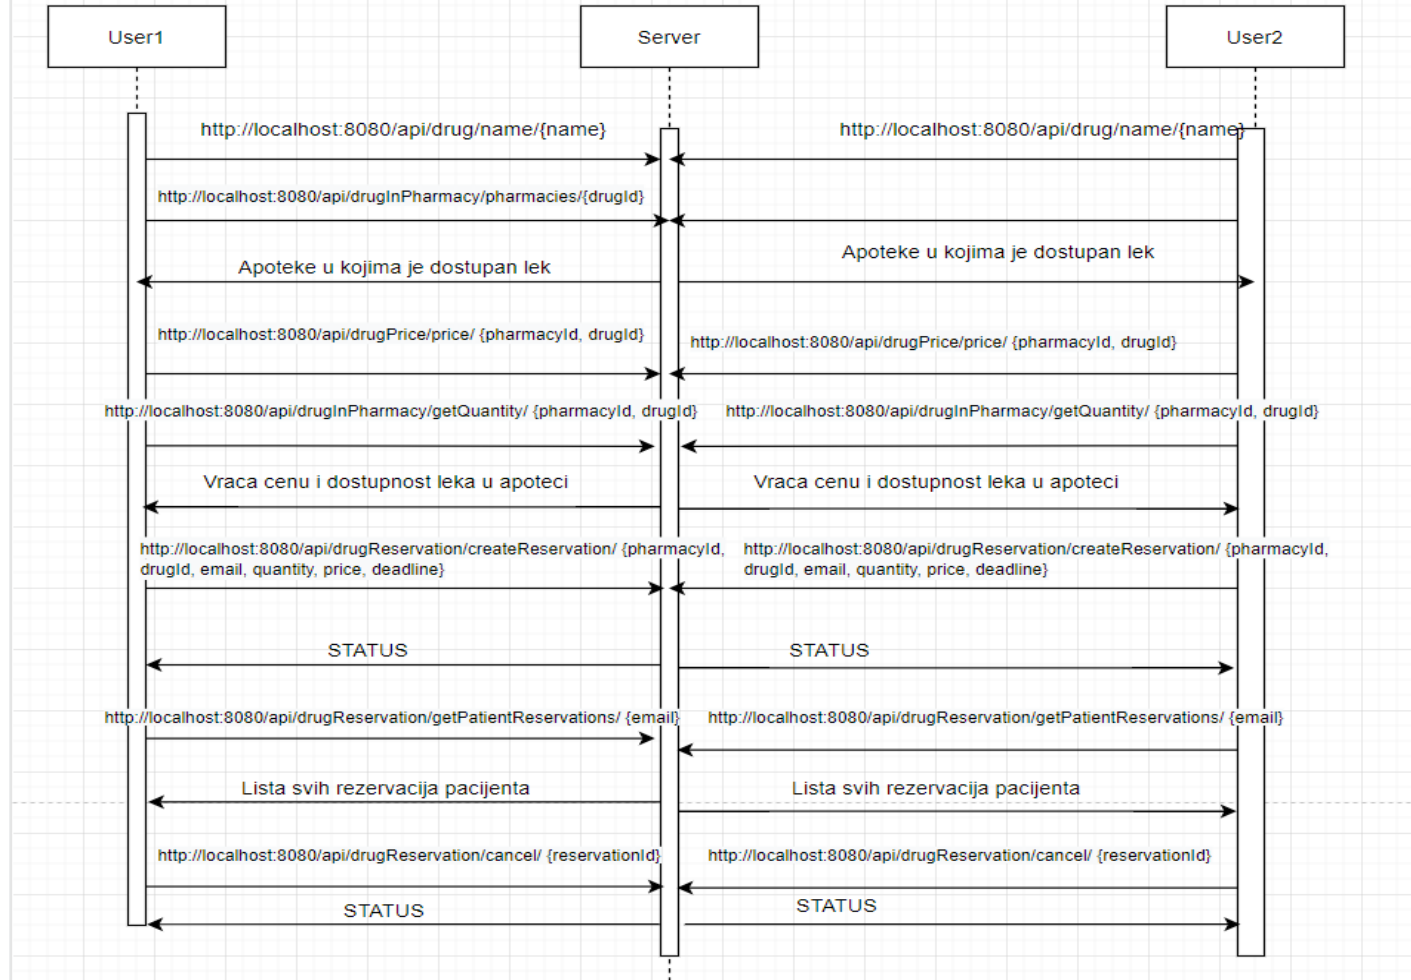 User1
Server
User2
http://localhost:8080/api/drug/name/{name}
http://localhost:8080/api/drug/name/{name}
http://localhost:8080/api/drugInPharmacy/pharmacies/{drugId}
Apoteke u kojima je dostupan lek
Apoteke u kojima je dostupan lek
http://localhost:8080/api/drugPrice/price/ {pharmacyId, drugId}
http://localhost:8080/api/drugPrice/price/ {pharmacyId, drugId}
http://localhost:8080/api/drugInPharmacy/getQuantity/ {pharmacyId, drugId}
http://localhost:8080/api/drugInPharmacy/getQuantity/ {pharmacyId, drugId}
Vraca cenu i dostupnost leka u apoteci
Vraca cenu i dostupnost leka u apoteci
http://localhost:8080/api/drugReservation/createReservation/ {pharmacyId,
drugId, email, quantity, price, deadline}
http://localhost:8080/api/drugReservation/createReservation/ {pharmacyId,
drugId, email, quantity, price, deadline}
STATUS
STATUS
http://localhost:8080/api/drugReservation/getPatientReservations/ {email}
http://localhost:8080/api/drugReservation/getPatientReservations/ {email}
Lista svih rezervacija pacijenta
Lista svih rezervacija pacijenta
http://localhost:8080/api/drugReservation/cancel/ {reservationId}
http://localhost:8080/api/drugReservation/cancel/ {reservationId}
STATUS
STATUS